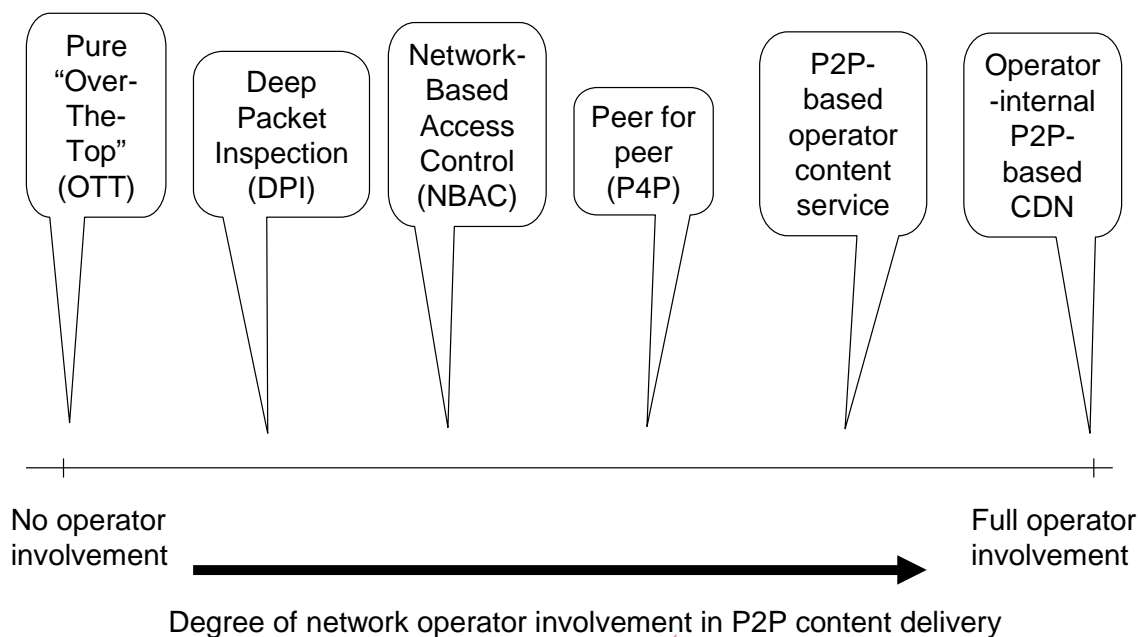 Pure
“Over-
The-
Top”
(OTT)
Deep
Packet
Inspection
(DPI)
Network-
Based
Access
Control
(NBAC)
Peer for
peer
(P4P)
P2P-
based
operator
content
service
Operator
-internal
P2P-
based
CDN
No operator
involvement
Full operator
involvement
Degree of network operator involvement in P2P content delivery